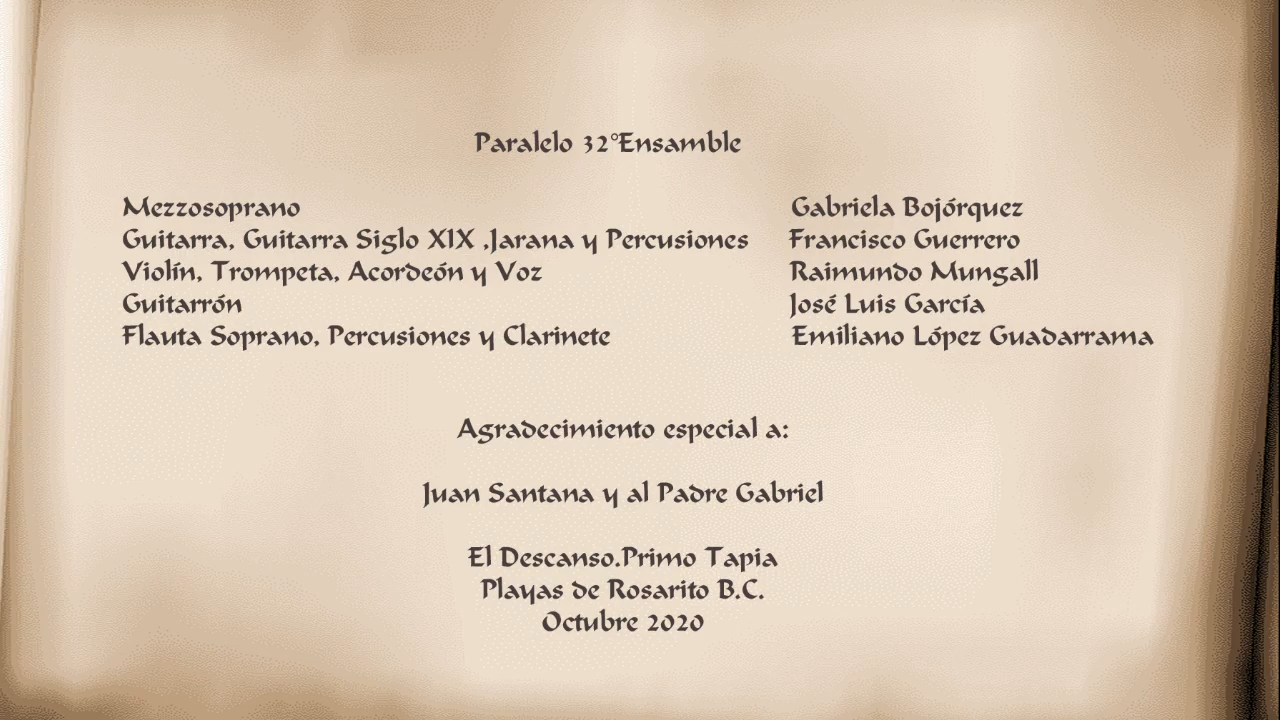 Paralelo 32°Ensamble
Mezzosoprano Gabriela Bojórquez
Guitarra, Guitarra Siglo XIX ,Jarana y Percusiones Francisco Guerrero
Violín, Trompeta, Acordeón y Voz Raimundo Mungall
Guitarrón José Luis García
Flauta Soprano, Percusiones y Clarinete Emiliano López Guadarrama
Agradecimiento especial a:
Juan Santana y al Padre Gabriel
El Descanso.Primo Tapia
Playas de Rosarito B.C.
Octubre 2020